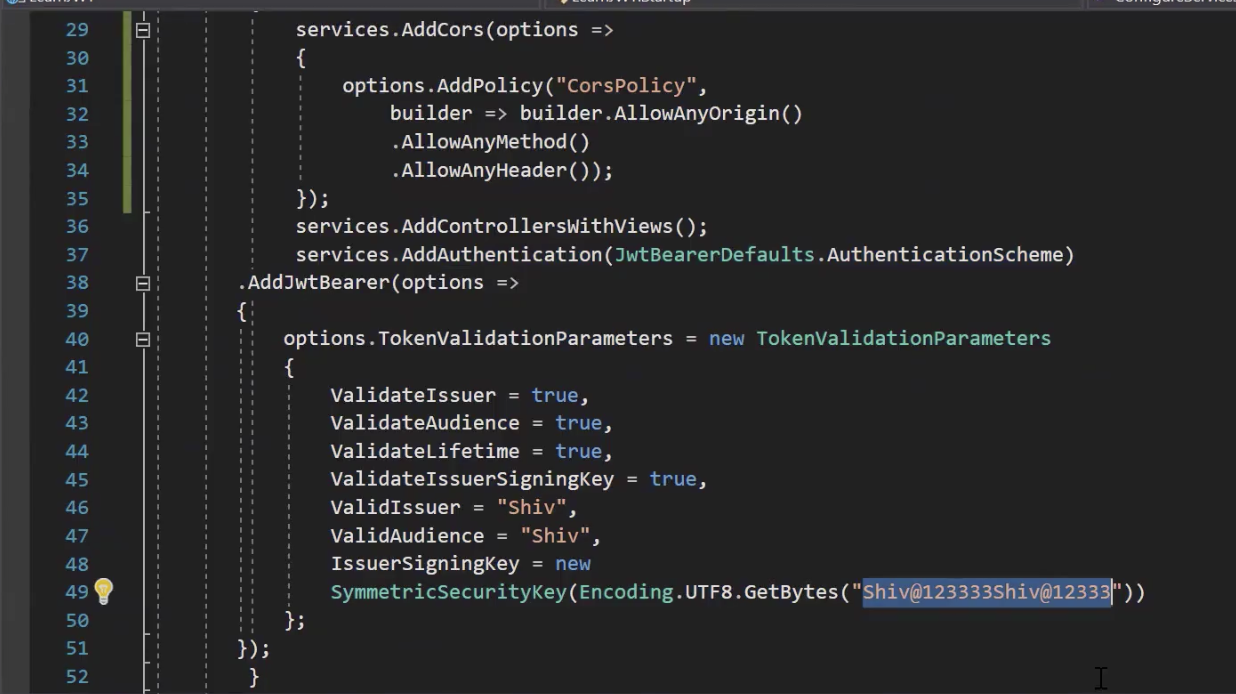 29 services.AddCors(options =>
30 {
31 options.AddPolicy("CorsPolicy",
32 builder => builder.AllowAnyOrigin()
33 .AllowAnyMethod()
34 .AllowAnyHeader());
35 });
36 services.AddControllersWithViews();
37 services.AddAuthentication(JwtBearerDefaults.AuthenticationScheme)
38 .AddJwtBearer(options =>
39 {
40 options.TokenValidationParameters = new TokenValidationParameters
41 {
42 ValidateIssuer = true,
43 ValidateAudience = true,
44 ValidateLifetime = true,
45 ValidateIssuerSigningKey = true,
46 ValidIssuer = "Shiv",
47 ValidAudience = "Shiv",
48 IssuerSigningKey = new
49 SymmetricSecurityKey(Encoding.UTF8.GetBytes("Shiv@123333Shiv@12333"))
50 };
51 });
52 }